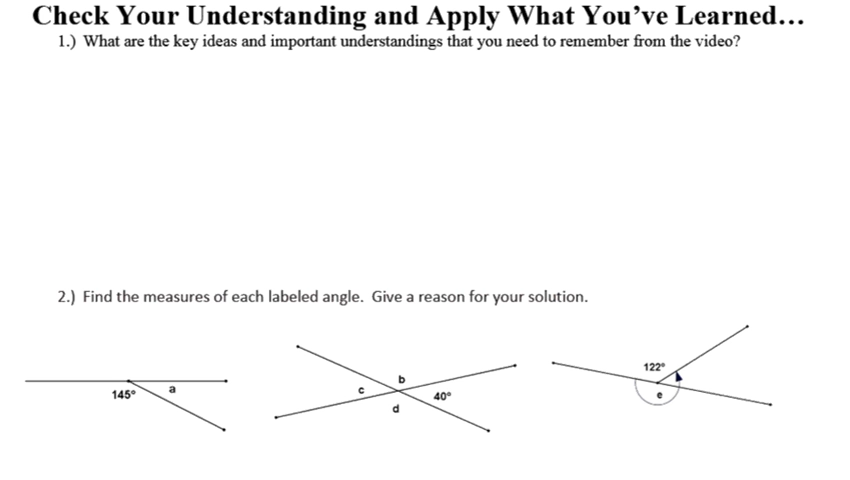 Check Your Understanding and Apply What You’ve Learned…
1.) What are the key ideas and important understandings that you need to remember from the video?
2.) Find the measures of each labeled angle. Give a reason for your solution.
145° a
b
c
40°
d
122°
e